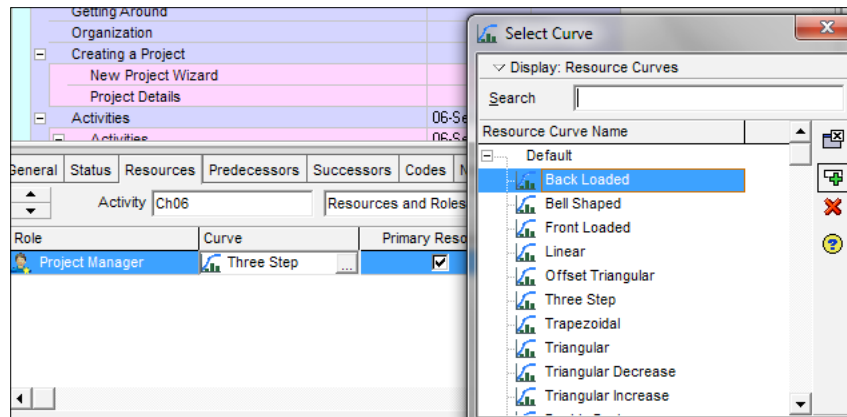 Getting Around
Organization
Creating a Project
New Project Wizard
Project Details
Activities 06-Se
Activities 06-Se
General Status Resources Predecessors Successors Codes N
Activity Ch06 Resources and Roles
Role Curve Primary Reso
Project Manager Three Step ...
Select Curve
Display: Resource Curves
Search
Resource Curve Name
Default
Back Loaded
Bell Shaped
Front Loaded
Linear
Offset Triangular
Three Step
Trapezoidal
Triangular
Triangular Decrease
Triangular Increase